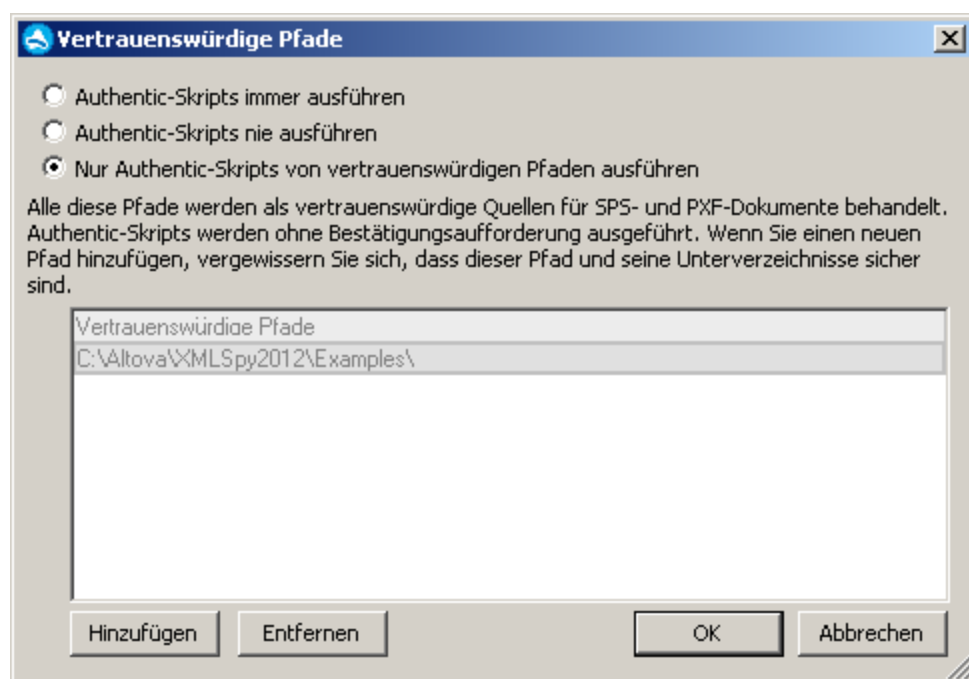 Vertrauenswürdige Pfade
Authentic-Skripts immer ausführen
Authentic-Skripts nie ausführen
Nur Authentic-Skripts von vertrauenswürdigen Pfaden ausführen
Alle diese Pfade werden als vertrauenswürdige Quellen für SPS- und PXF-Dokumente behandelt.
Authentic-Skripts werden ohne Bestätigungsaufforderung ausgeführt. Wenn Sie einen neuen
Pfad hinzufügen, vergewissern Sie sich, dass dieser Pfad und seine Unterverzeichnisse sicher
sind.
Vertrauenswürdige Pfade
C:\Altova\XMLSpy2012\Examples\
Hinzufügen Entfernen OK Abbrechen